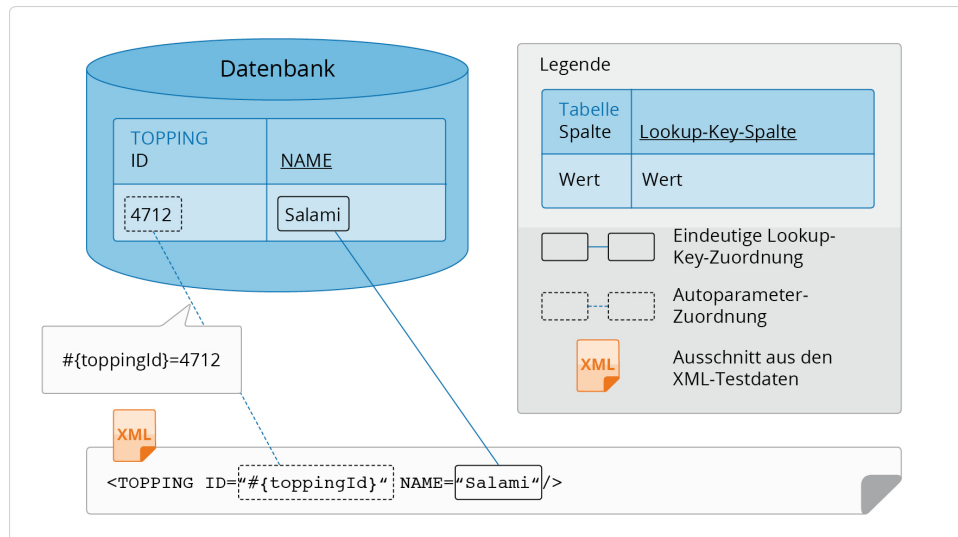 Datenbank
TOPPING
ID
NAME
4712
Salami
#{toppingId}=4712
XML
<TOPPING ID=“#{toppingId}“ NAME=“Salami“/>
Legende
Tabelle
Spalte
Lookup-Key-Spalte
Wert
Wert
Eindeutige Lookup-
Key-Zuordnung
Autoparameter-
Zuordnung
XML
Ausschnitt aus den
XML-Testdaten